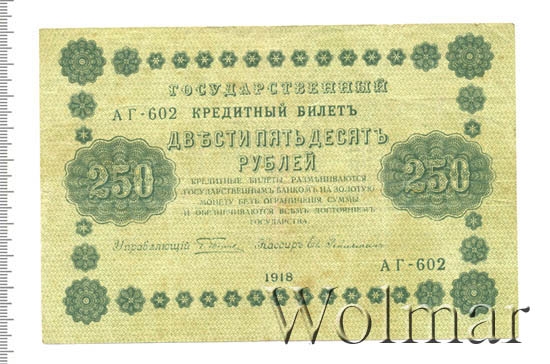 ГОСУДАРСТВЕННЫЙ
АГ-602 КРЕДИТНЫЙ БИЛЕТЪ
ДВѢСТИ ПЯТЬДЕСЯТЪ
РУБЛЕЙ
250 250
КРЕДИТНЫЕ БИЛЕТЫ РАЗМѢНИВАЮТСЯ
ГОСУДАРСТВЕННЫМЪ БАНКОМЪ НА ЗОЛОТУЮ
МОНЕТУ БЕЗЪ ОГРАНИЧЕНІЯ СУММЫ
И ОБЕЗПЕЧИВАЮТСЯ ВСѢМЪ ДОСТОЯНІЕМЪ
ГОСУДАРСТВА.
Управляющій Кассиръ
1918
АГ-602
Wolmar